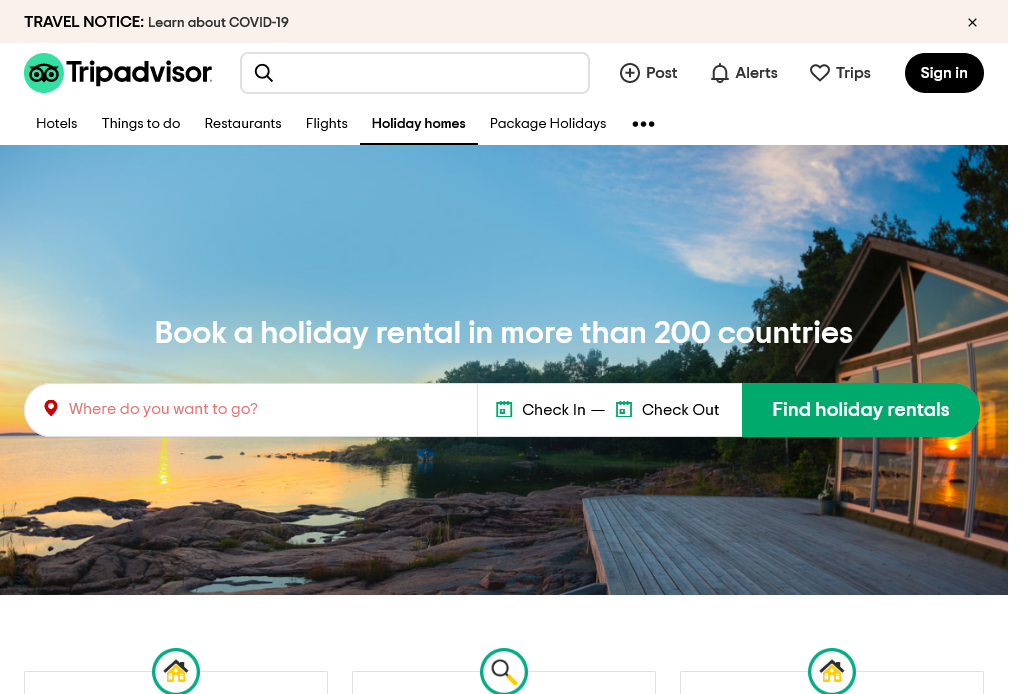 TRAVEL NOTICE: Learn about COVID-19
Tripadvisor
Post
Alerts
Trips
Sign in
Hotels
Things to do
Restaurants
Flights
Holiday homes
Package Holidays
Book a holiday rental in more than 200 countries
Where do you want to go?
Check In — Check Out
Find holiday rentals